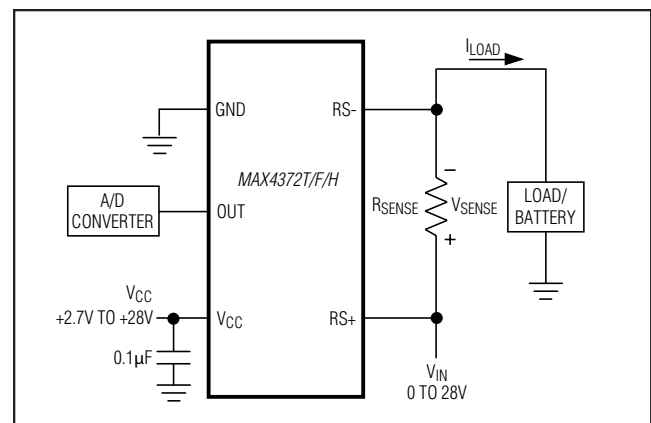 ILOAD
GND
RS-
MAX4372T/F/H
A/D
CONVERTER
OUT
RSENSE
−
VSENSE
+
LOAD/
BATTERY
VCC
+2.7V TO +28V
VCC
RS+
0.1µF
VIN
0 TO 28V